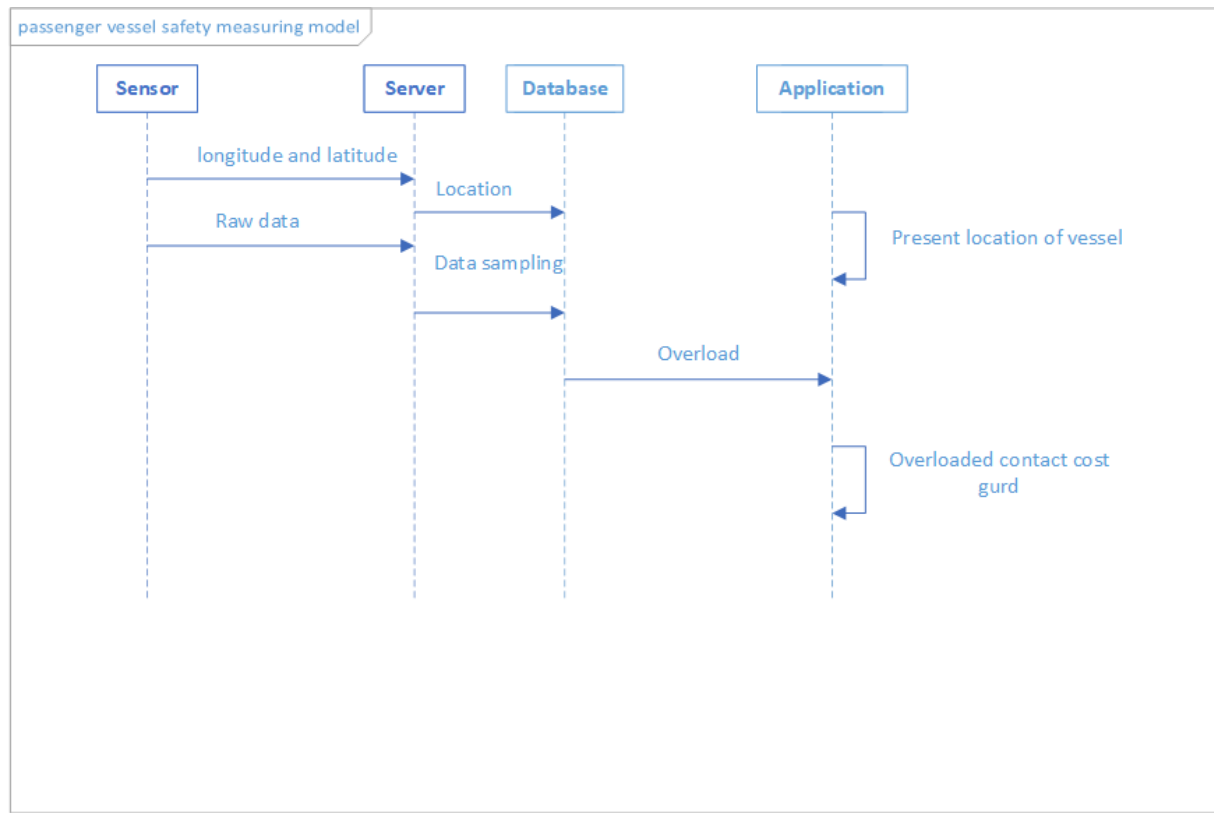 passenger vessel safety measuring model
Sensor
Server
Database
Application
longitude and latitude
Location
Raw data
Present location of vessel
Data sampling
Overload
Overloaded contact cost
gurd